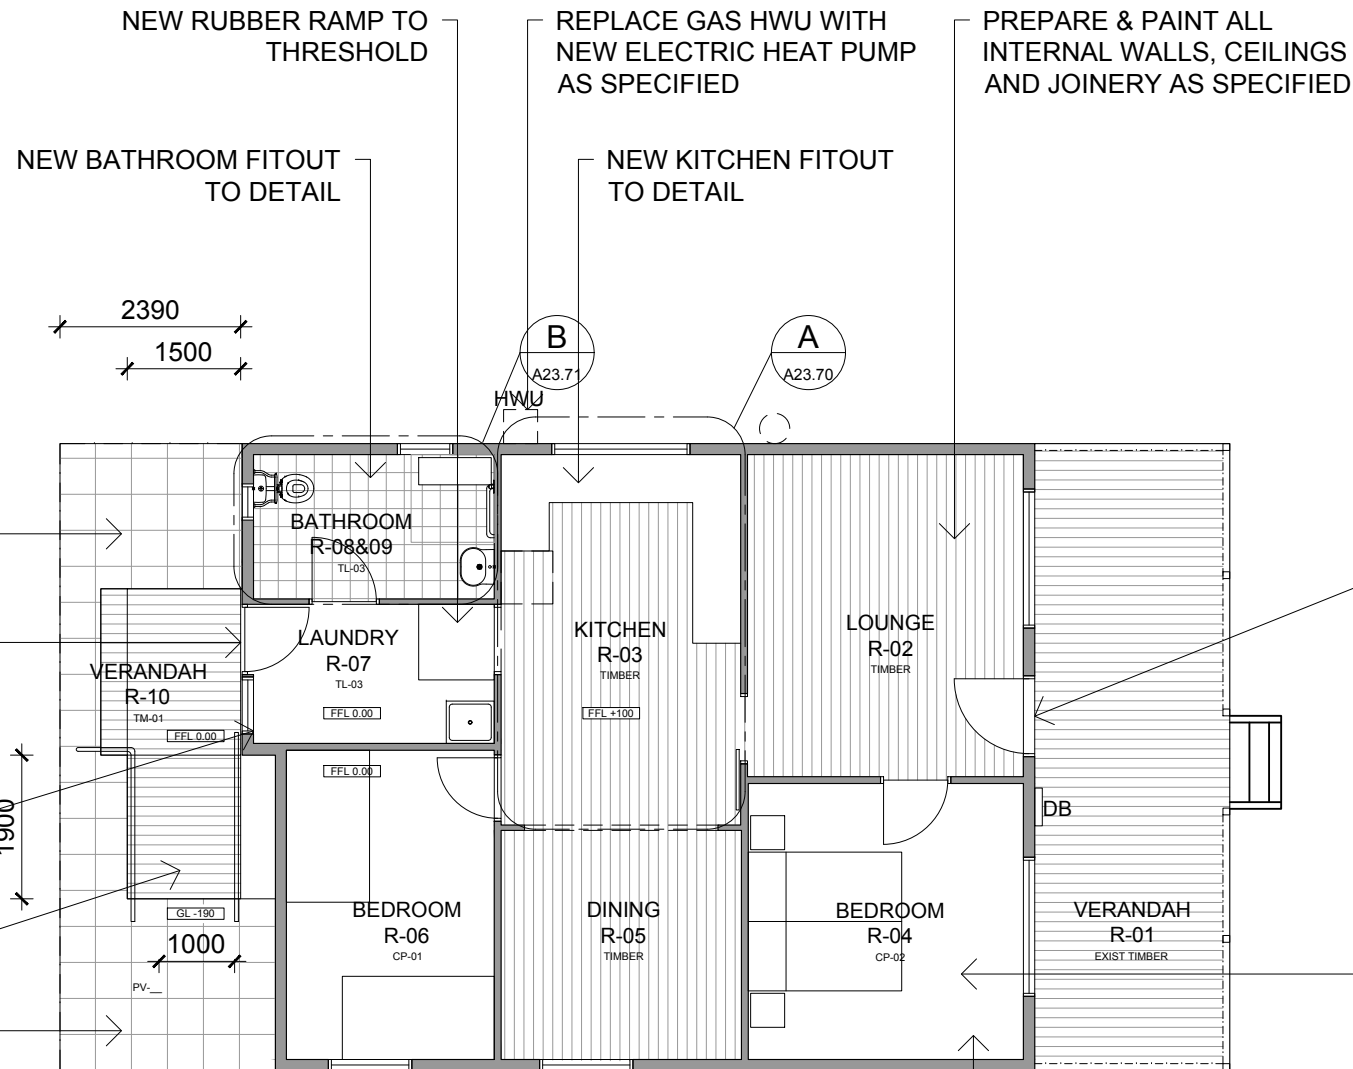 NEW RUBBER RAMP TO
THRESHOLD
REPLACE GAS HWU WITH
NEW ELECTRIC HEAT PUMP
AS SPECIFIED
PREPARE & PAINT ALL
INTERNAL WALLS, CEILINGS
AND JOINERY AS SPECIFIED
NEW BATHROOM FITOUT
TO DETAIL
NEW KITCHEN FITOUT
TO DETAIL
2390
1500
B
A23.71
A
A23.70
HWU
BATHROOM
R-08&09
TL-03
LAUNDRY
R-07
TL-03
FFL 0.00
KITCHEN
R-03
TIMBER
FFL +100
LOUNGE
R-02
TIMBER
VERANDAH
R-10
TM-01
FFL 0.00
FFL 0.00
1900
DB
GL -190
1000
PV-__
BEDROOM
R-06
CP-01
DINING
R-05
TIMBER
BEDROOM
R-04
CP-02
VERANDAH
R-01
EXIST TIMBER